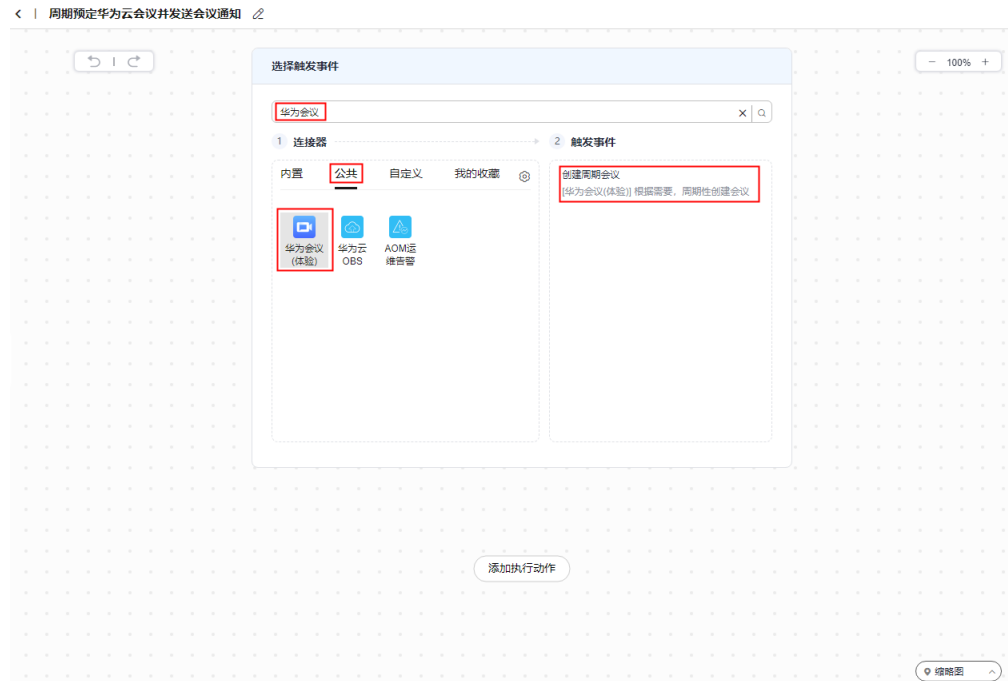 周期预定华为云会议并发送会议通知
100%
选择触发事件
华为会议
1 连接器
2 触发事件
内置 公共 自定义 我的收藏
创建周期会议
[华为会议(体验)] 根据需要，周期性创建会议
华为会议
(体验)
华为云
OBS
AOM运
维告警
添加执行动作
缩略图